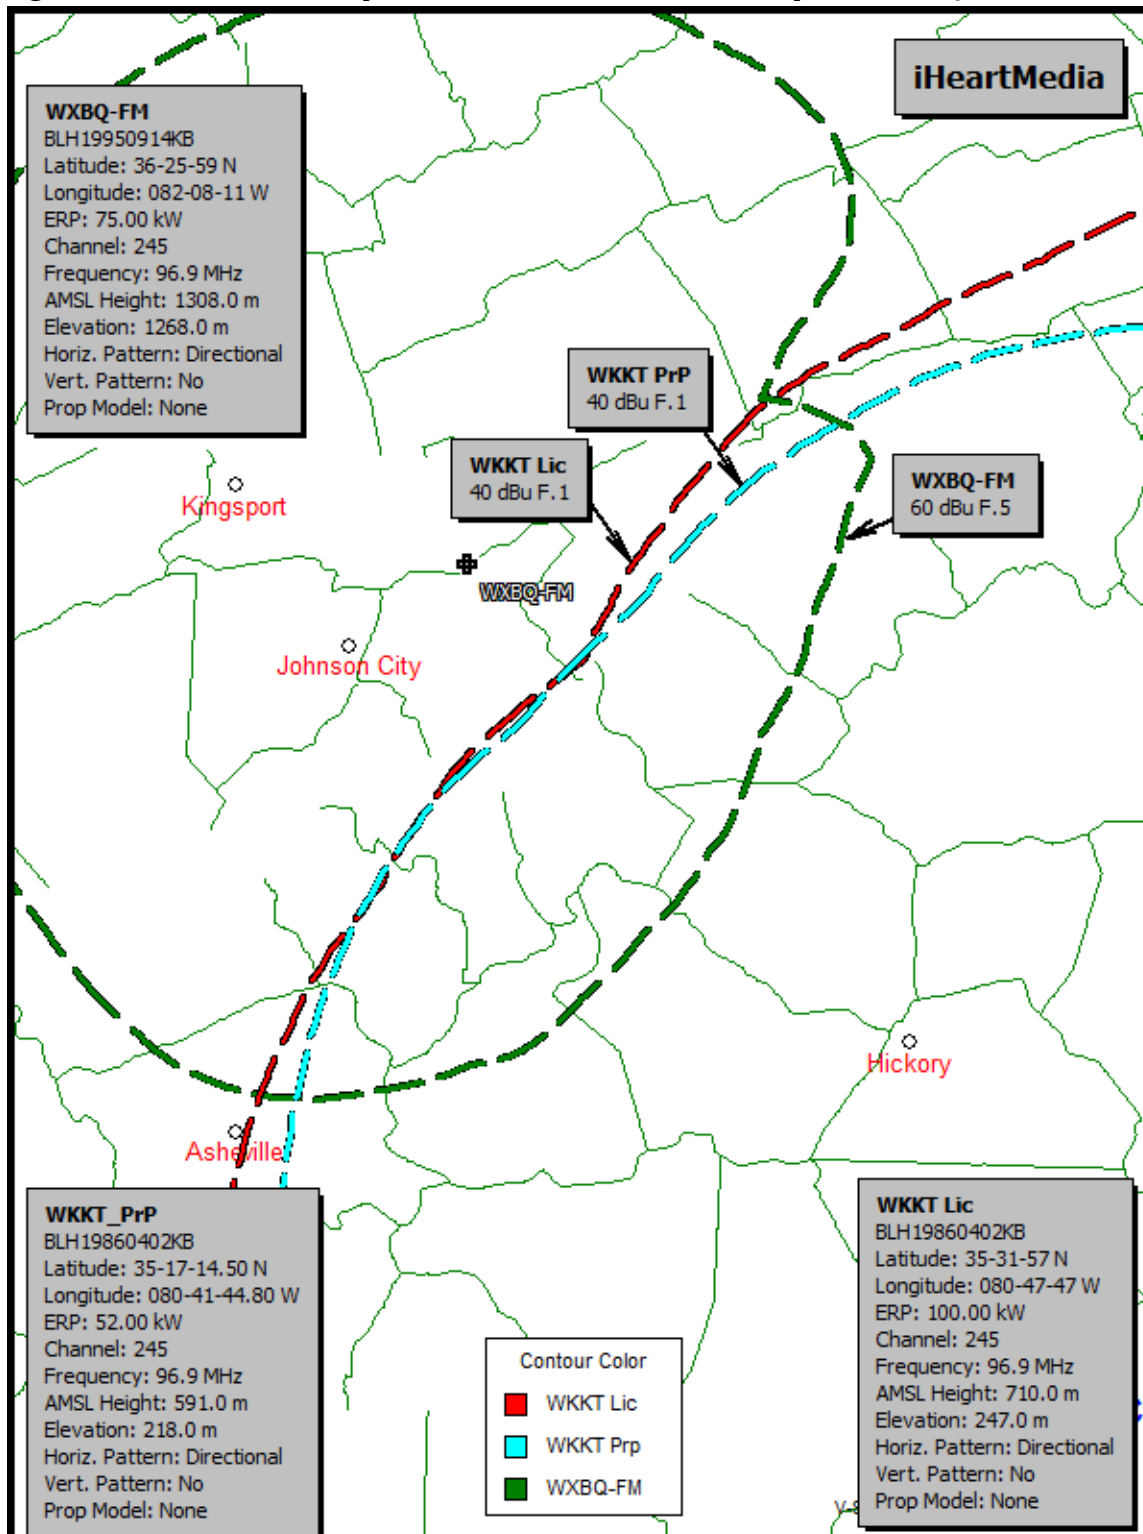 iHeartMedia
WXBQ-FM
BLH19950914KB
Latitude: 36-25-59 N
Longitude: 082-08-11 W
ERP: 75.00 kW
Channel: 245
Frequency: 96.9 MHz
AMSL Height: 1308.0 m
Elevation: 1268.0 m
Horiz. Pattern: Directional
Vert. Pattern: No
Prop Model: None
WKKT PrP
40 dBu F.1
WKKT Lic
40 dBu F.1
WXBQ-FM
60 dBu F.5
Kingsport
WXBQ-FM
Johnson City
Hickory
Asheville
WKKT_PrP
BLH19860402KB
Latitude: 35-17-14.50 N
Longitude: 080-41-44.80 W
ERP: 52.00 kW
Channel: 245
Frequency: 96.9 MHz
AMSL Height: 591.0 m
Elevation: 218.0 m
Horiz. Pattern: Directional
Vert. Pattern: No
Prop Model: None
Contour Color
WKKT Lic
WKKT Prp
WXBQ-FM
WKKT Lic
BLH19860402KB
Latitude: 35-31-57 N
Longitude: 080-47-47 W
ERP: 100.00 kW
Channel: 245
Frequency: 96.9 MHz
AMSL Height: 710.0 m
Elevation: 247.0 m
Horiz. Pattern: Directional
Vert. Pattern: No
Prop Model: None